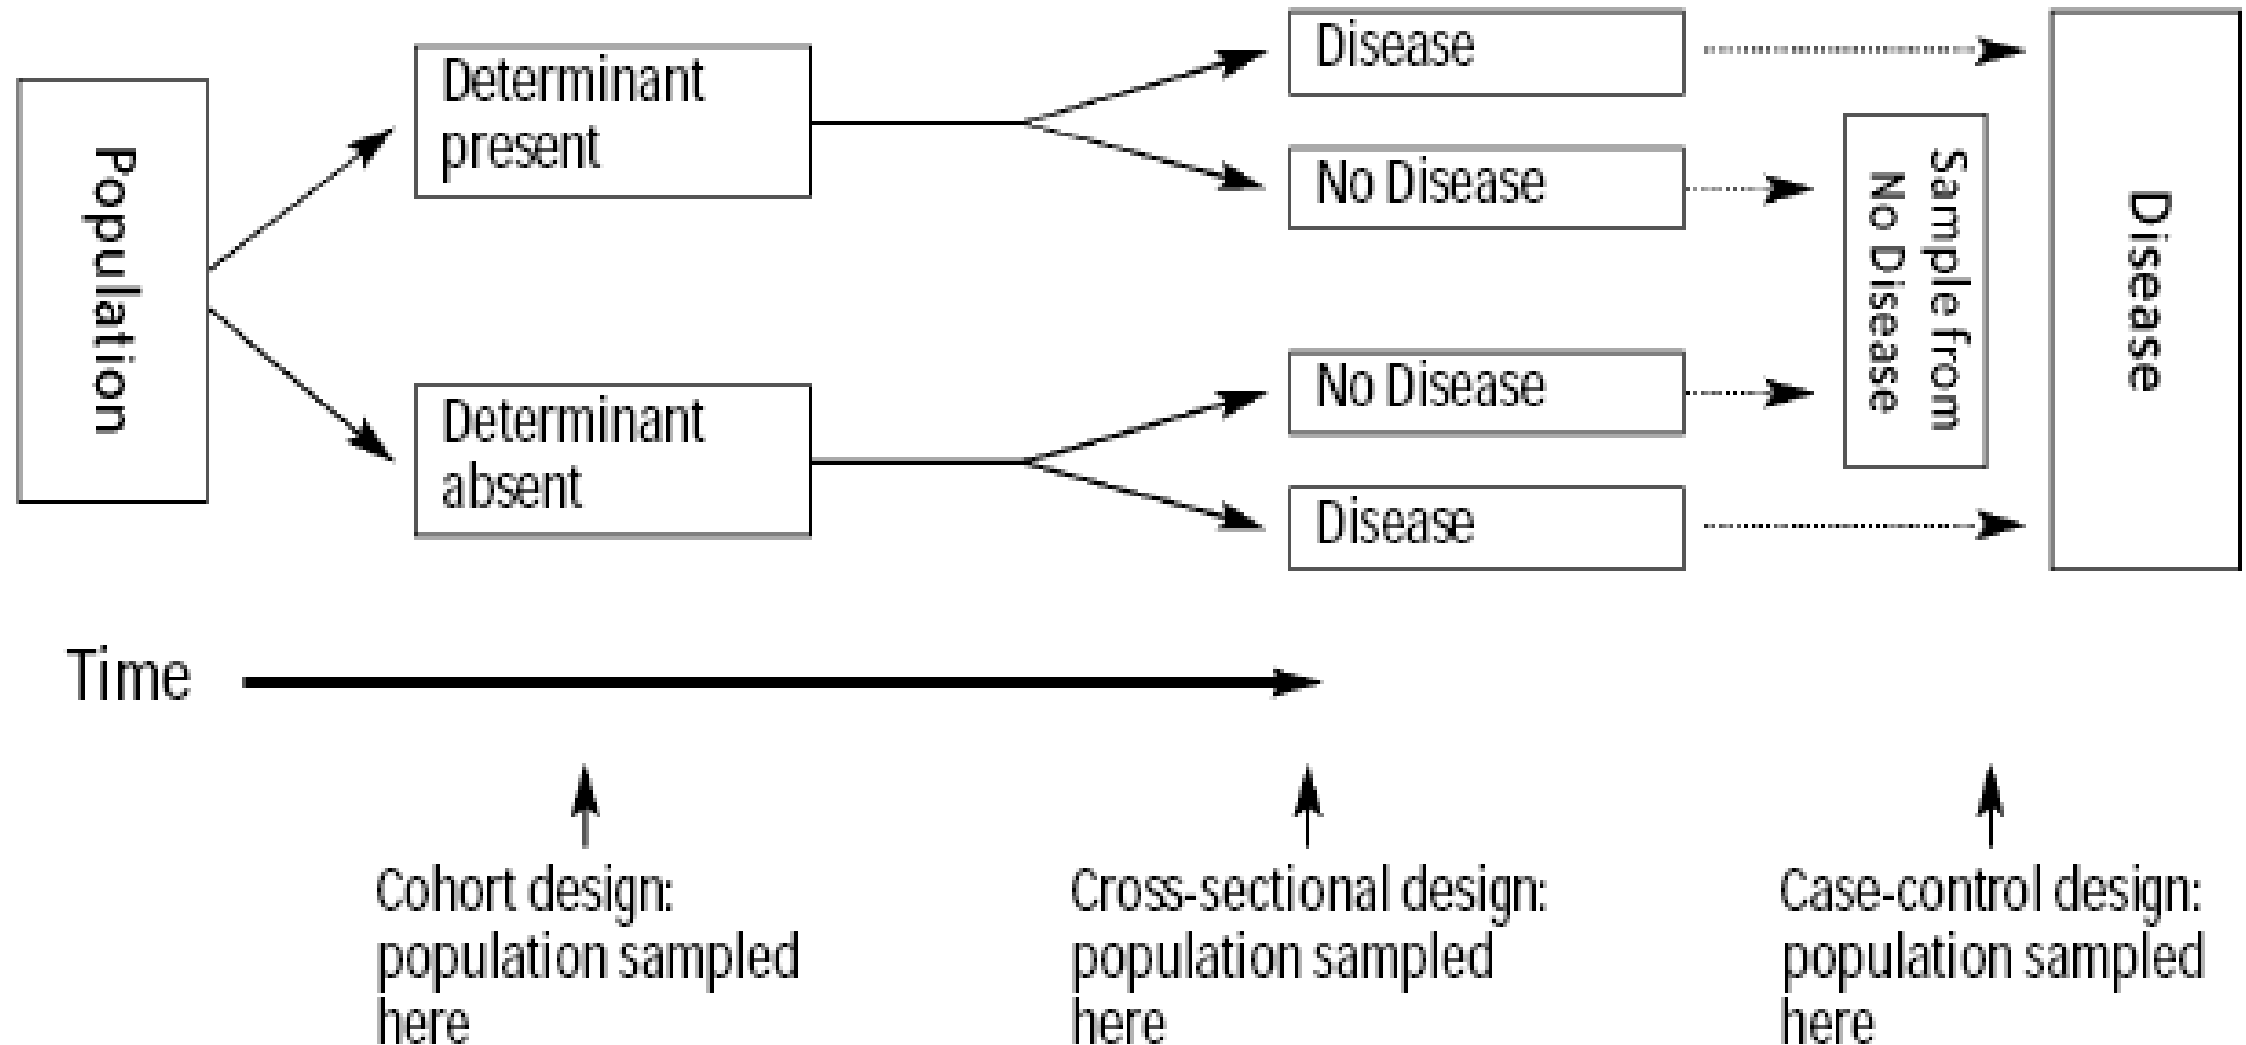 Population
Determinant
present
Determinant
absent
Disease
No Disease
No Disease
Disease
Sample from
No Disease
Disease
Time
Cohort design:
population sampled
here
Cross-sectional design:
population sampled
here
Case-control design:
population sampled
here